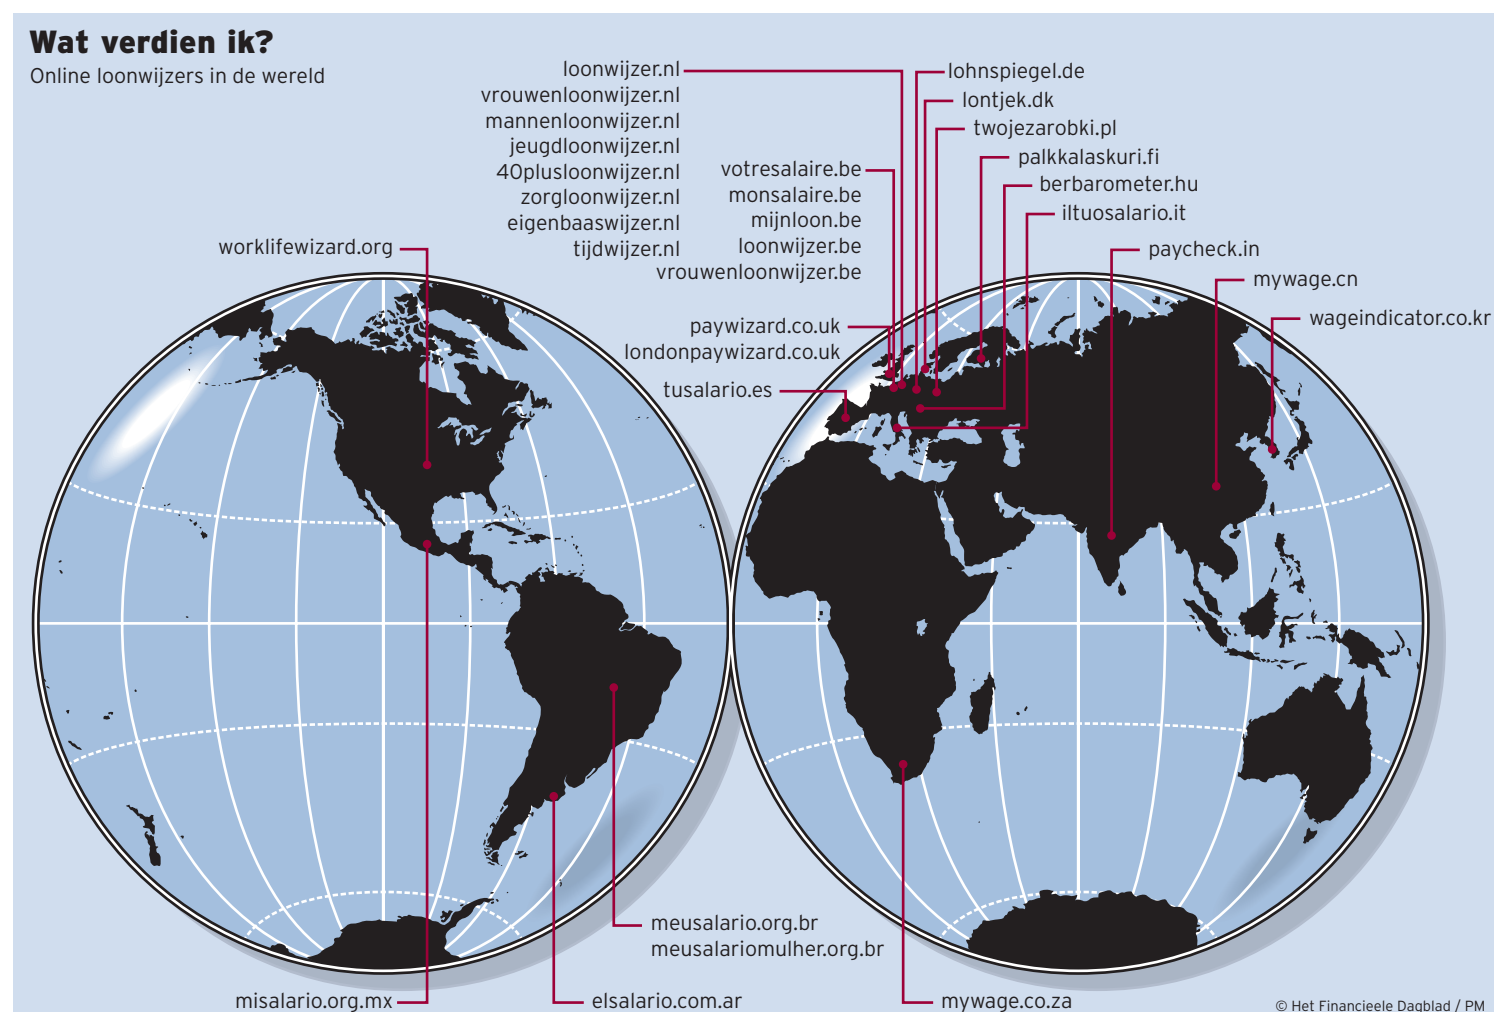 Wat verdien ik?
Online loonwijzers in de wereld
loonwijzer.nl
vrouwenloonwijzer.nl
mannenloonwijzer.nl
jeugdloonwijzer.nl
40plusloonwijzer.nl
zorgloonwijzer.nl
eigenbaaswijzer.nl
tijdwijzer.nl
votresalaire.be
monsalaire.be
mijnloon.be
loonwijzer.be
vrouwenloonwijzer.be
lohnspiegel.de
lontjek.dk
twojezarobki.pl
palkkalaskuri.fi
berbarometer.hu
iltuosalario.it
paycheck.in
mywage.cn
wageindicator.co.kr
worklifewizard.org
paywizard.co.uk
londonpaywizard.co.uk
tusalario.es
meusalario.org.br
meusalariomulher.org.br
misalario.org.mx
elsalario.com.ar
mywage.co.za
© Het Financieele Dagblad / PM